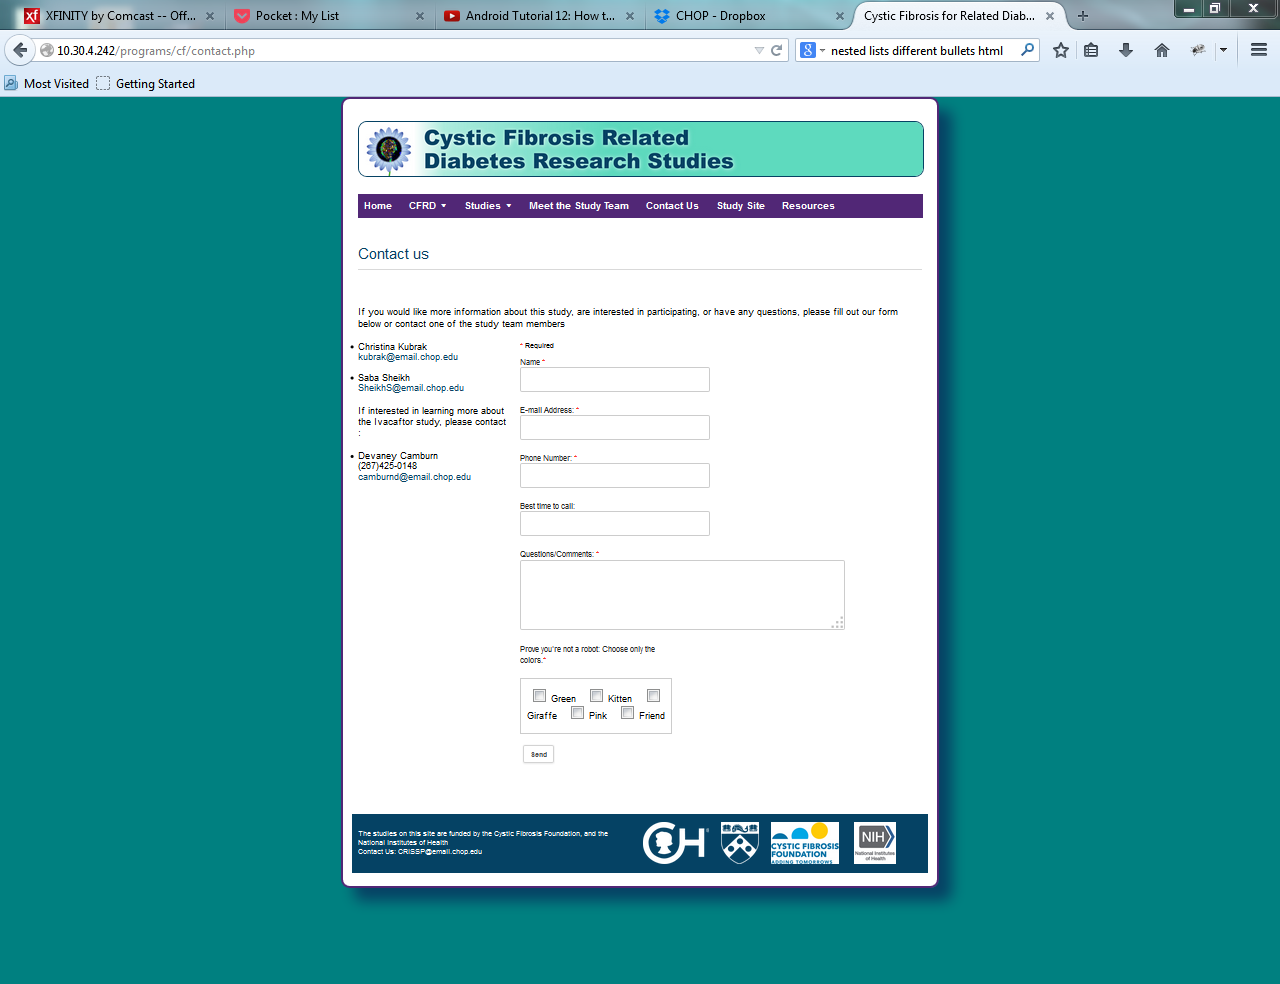 XFINITY by Comcast -- Off...
Pocket : My List
Android Tutorial 12: How t...
CHOP - Dropbox
Cystic Fibrosis for Related Diab...
10.30.4.242/programs/cf/contact.php
nested lists different bullets html
Most Visited
Getting Started
Cystic Fibrosis Related
Diabetes Research Studies
Home
CFRD
Studies
Meet the Study Team
Contact Us
Study Site
Resources
Contact us
If you would like more information about this study, are interested in participating, or have any questions, please fill out our form
below or contact one of the study team members
• Christina Kubrak
kubrak@email.chop.edu
• Saba Sheikh
SheikhS@email.chop.edu
If interested in learning more about
the Ivacaftor study, please contact
:
• Devaney Camburn
(267)425-0148
camburnd@email.chop.edu
* Required
Name *
E-mail Address: *
Phone Number: *
Best time to call:
Questions/Comments: *
Prove you're not a robot: Choose only the
colors.*
Green Kitten
Giraffe Pink Friend
Send
The studies on this site are funded by the Cystic Fibrosis Foundation, and the
National Institutes of Health
Contact Us: CRISSP@email.chop.edu
CH
CYSTIC FIBROSIS
FOUNDATION
ADDING TOMORROWS
NIH
National Institutes
of Health